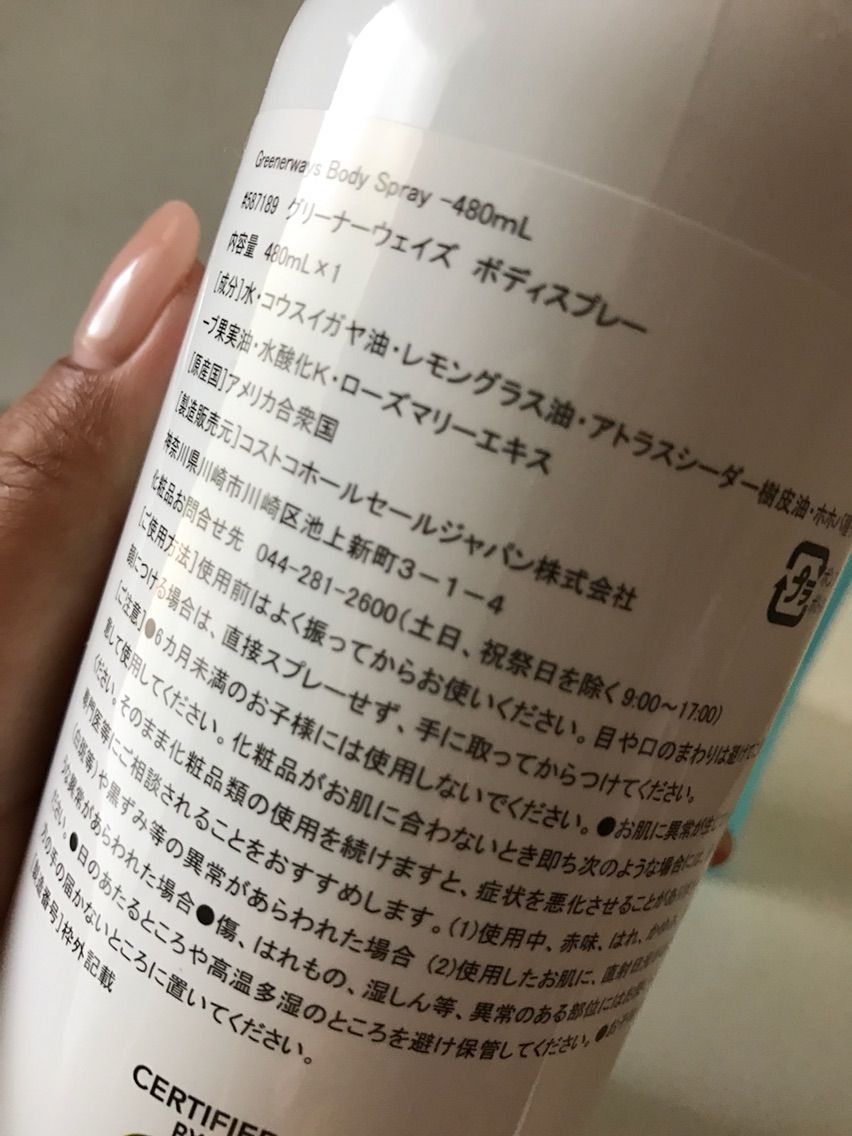 Greenerways Body Spray -480mL
#587189 グリーナーウェイズ ボディスプレー
内容量 480mL×1
[成分]水・コウスイガヤ油・レモングラス油・アトラスシーダー樹皮油・ホホバ種子
ーブ果実油・水酸化K・ローズマリーエキス
[原産国]アメリカ合衆国
[製造販売元]コストコホールセールジャパン株式会社
神奈川県川崎市川崎区池上新町3-1-4
化粧品お問合せ先 044-281-2600(土日、祝祭日を除く9:00~17:00)
[ご使用方法]使用前はよく振ってからお使いください。目や口のまわりは避けて
顔につける場合は、直接スプレーせず、手に取ってからつけてください。
[ご注意]●6カ月未満のお子様には使用しないでください。●お肌に異常が生じて
意して使用してください。化粧品がお肌に合わないとき即ち次のような場合には、
ださい。そのまま化粧品類の使用を続けますと、症状を悪化させることがあり
専門医等にご相談されることをおすすめします。(1)使用中、赤味、はれ、かゆみ、
(白斑等)や黒ずみ等の異常があらわれた場合 (2)使用したお肌に、直射日光が
うな異常があらわれた場合●傷、はれもの、湿しん等、異常のある部位にはお使い
ださい。●日のあたるところや高温多湿のところを避け保管してください。●お子様
方の手の届かないところに置いてください。
[製造番号]枠外記載
プラ
CERTIFIED
BY